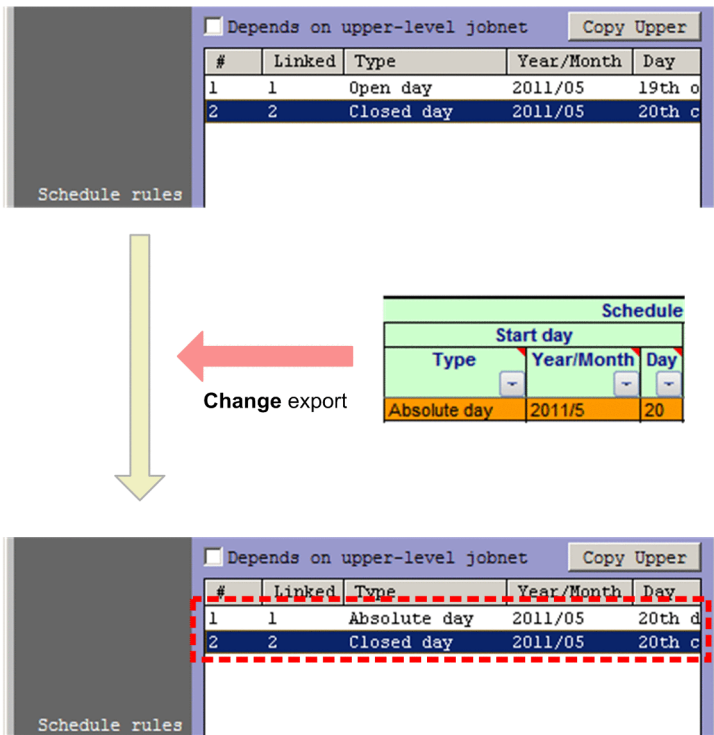 Depends on upper-level jobnet Copy Upper
# Linked Type Year/Month Day
1 1 Open day 2011/05 19th o
2 2 Closed day 2011/05 20th c
Schedule rules
Schedule
Start day
Type Year/Month Day
Absolute day 2011/5 20
Change export
Depends on upper-level jobnet Copy Upper
# Linked Type Year/Month Day
1 1 Absolute day 2011/05 20th d
2 2 Closed day 2011/05 20th c
Schedule rules